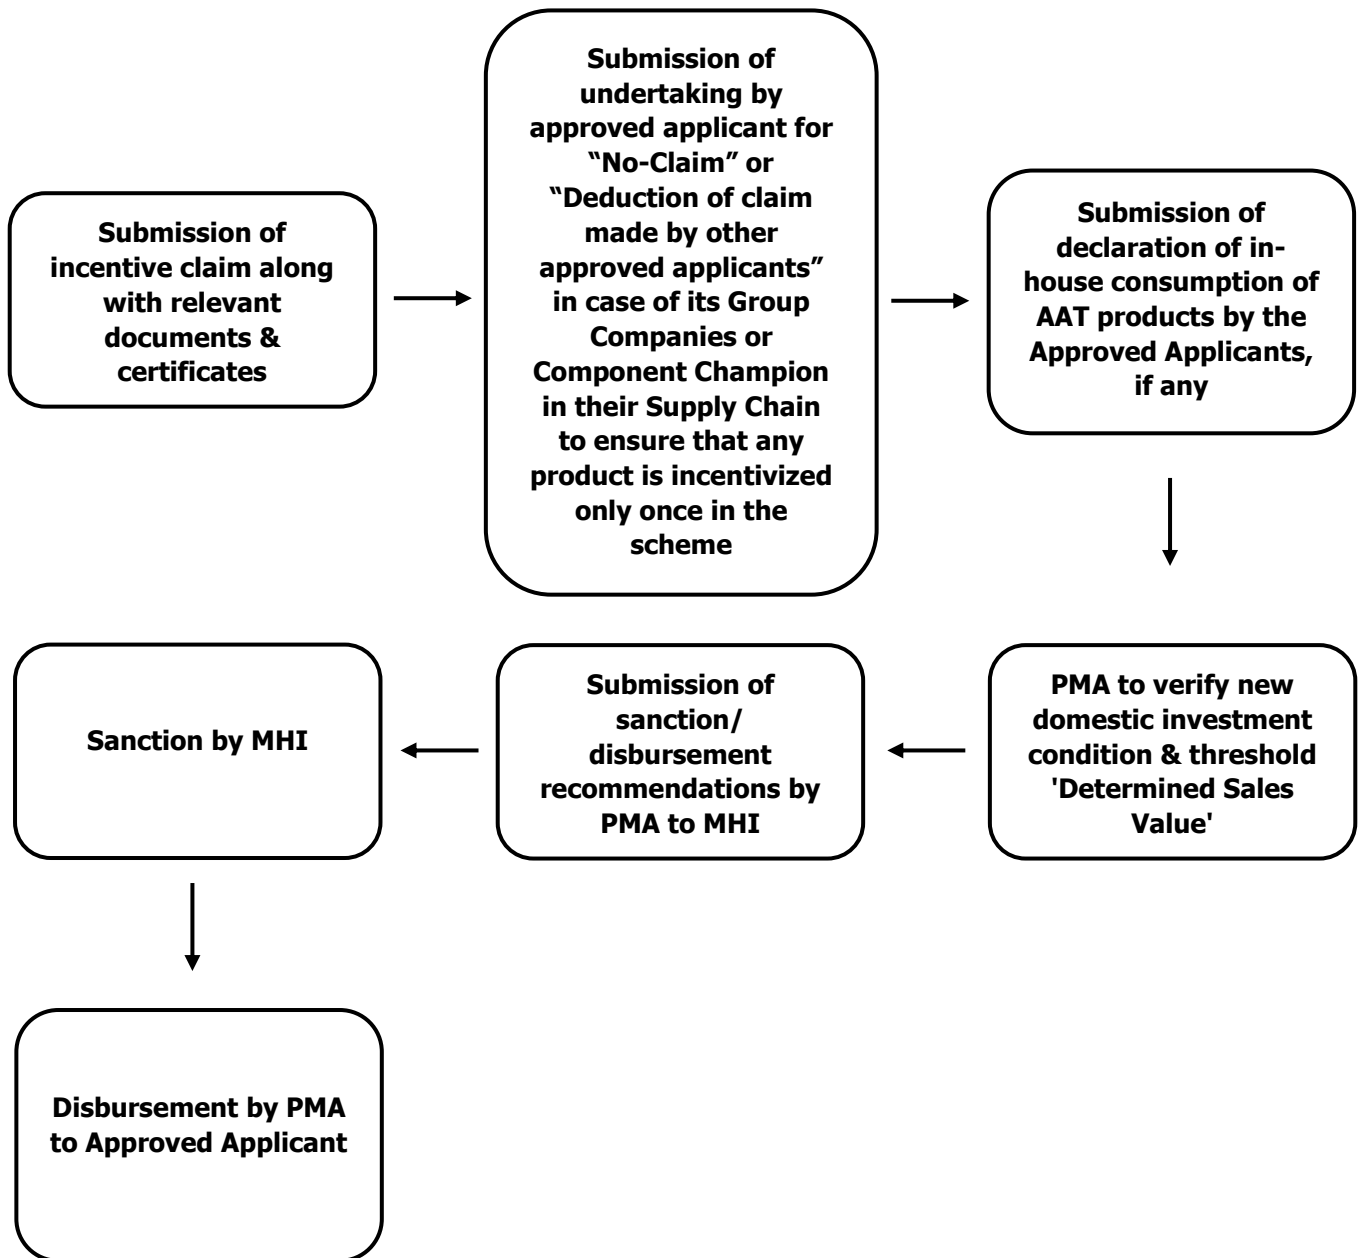 Submission of
incentive claim along
with relevant
documents &
certificates
Submission of
undertaking by
approved applicant for
“No-Claim” or
“Deduction of claim
made by other
approved applicants”
in case of its Group
Companies or
Component Champion
in their Supply Chain
to ensure that any
product is incentivized
only once in the
scheme
Submission of
declaration of in-
house consumption of
AAT products by the
Approved Applicants,
if any
PMA to verify new
domestic investment
condition & threshold
'Determined Sales
Value'
Submission of
sanction/
disbursement
recommendations by
PMA to MHI
Sanction by MHI
Disbursement by PMA
to Approved Applicant